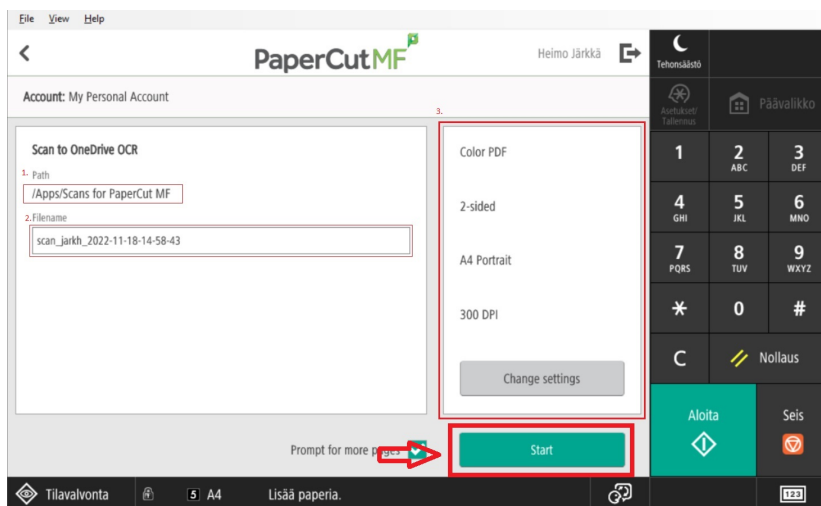 File View Help
PaperCut MF
Heimo Järkkä
Tehonsäästö
Account: My Personal Account
Asetukset/
Tallennus
Päävalikko
3.
Scan to OneDrive OCR
1. Path
/Apps/Scans for PaperCut MF
2. Filename
scan_jarkh_2022-11-18-14-58-43
Color PDF
2-sided
A4 Portrait
300 DPI
Change settings
Prompt for more pages
Start
1 2 ABC 3 DEF
4 GHI 5 JKL 6 MNO
7 PQRS 8 TUV 9 WXYZ
* 0 #
C Nollaus
Aloita Seis
Tilavalvonta 5 A4 Lisää paperia. 123